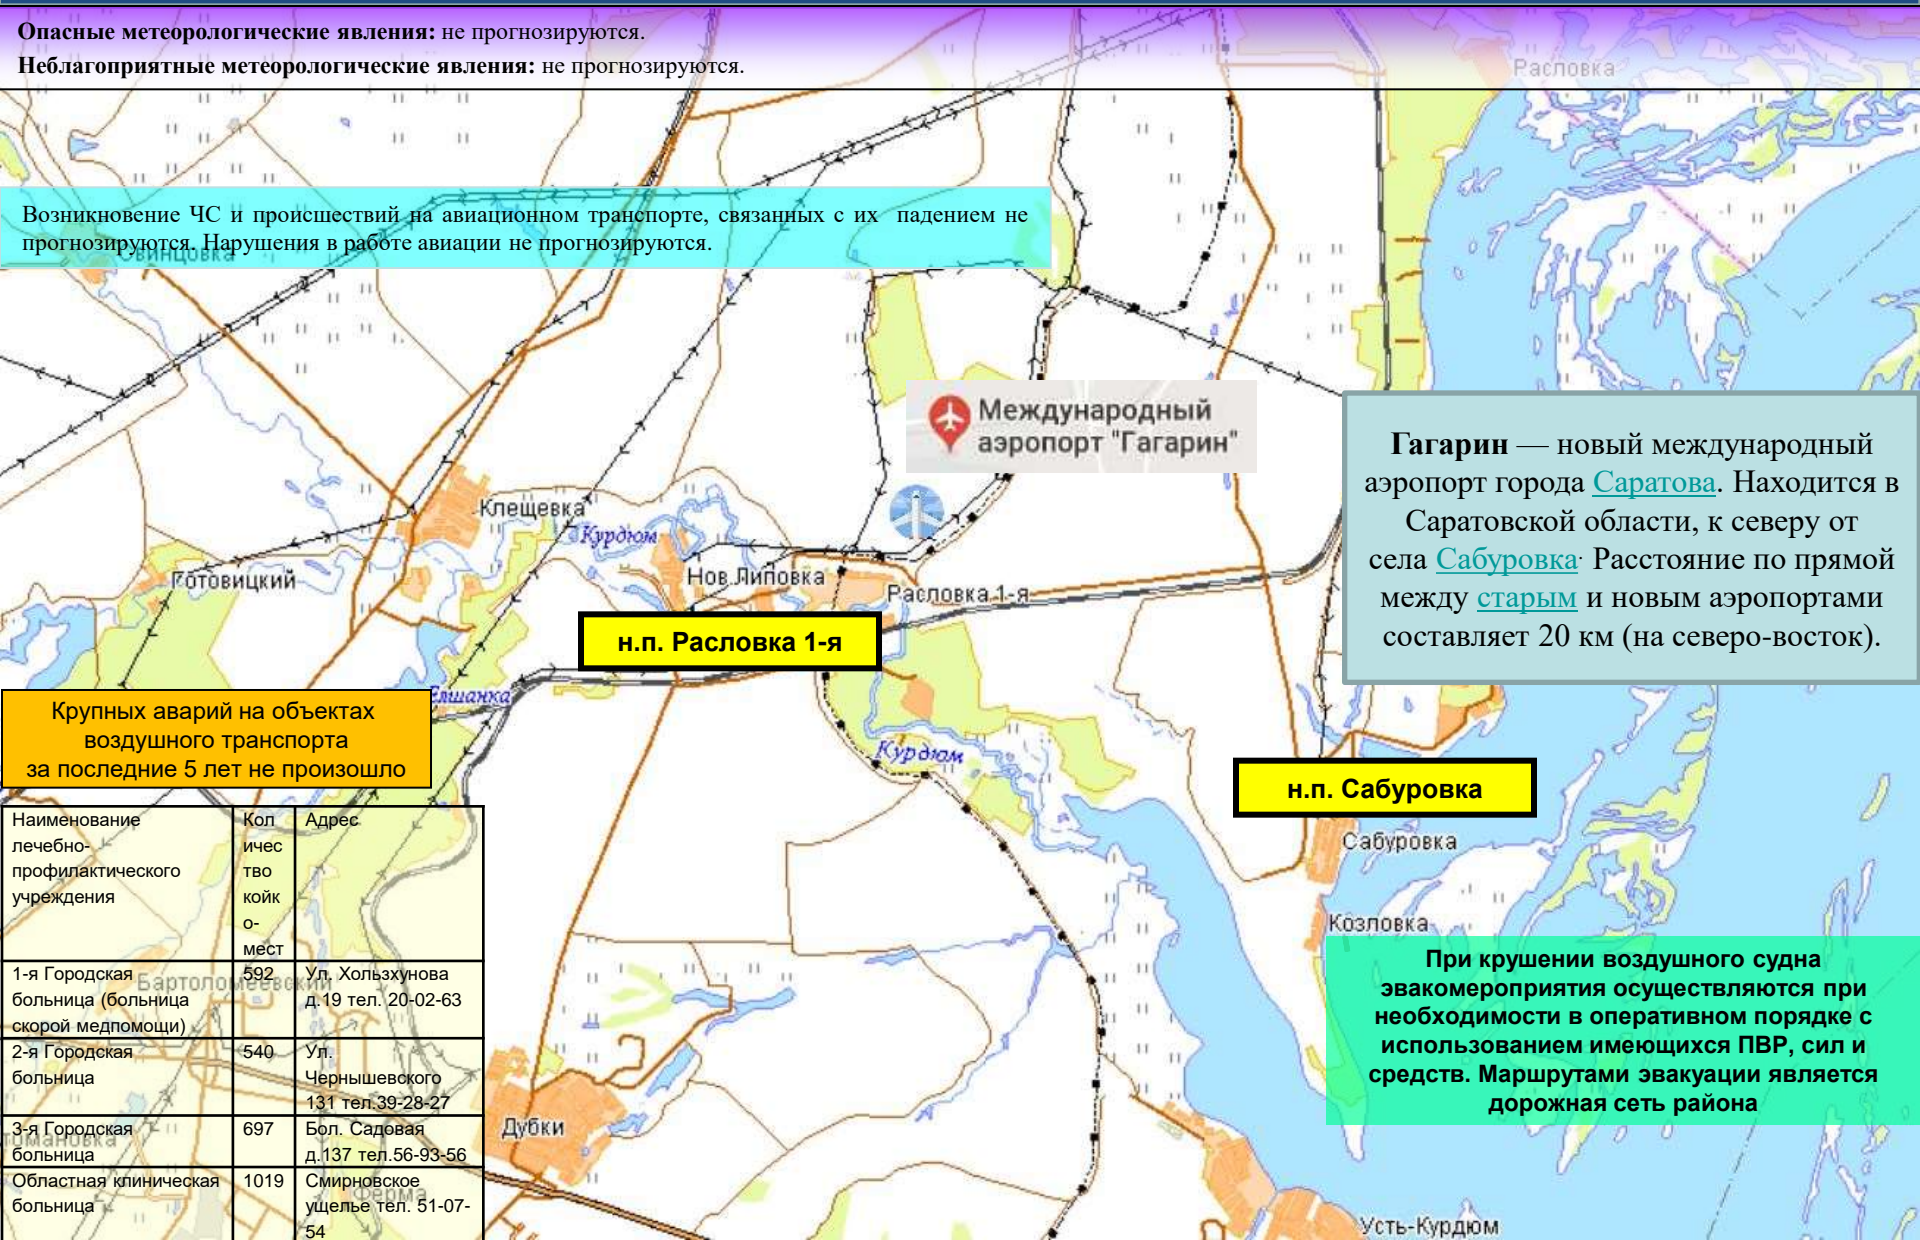 Опасные метеорологические явления: не прогнозируются.
Неблагоприятные метеорологические явления: не прогнозируются.
Расловка
Возникновение ЧС и происшествий на авиационном транспорте, связанных с их падением не
прогнозируются. Нарушения в работе авиации не прогнозируются.
Свинцовка
Международный
аэропорт "Гагарин"
Гагарин — новый международный
аэропорт города Саратова. Находится в
Саратовской области, к северу от
села Сабуровка. Расстояние по прямой
между старым и новым аэропортами
составляет 20 км (на северо-восток).
Клещевка
Курдюм
Готовицкий
Нов.Липовка
Расловка 1-я
н.п. Расловка 1-я
Елшанка
Крупных аварий на объектах
воздушного транспорта
за последние 5 лет не произошло
Курдюм
н.п. Сабуровка
Сабуровка
Козловка
Наименование
лечебно-
профилактического
учреждения
Кол
ичес
тво
койк
о-
мест
Адрес
1-я Городская
больница (больница
скорой медпомощи)
592
Ул. Хользхунова
д.19 тел. 20-02-63
Бартоломеевский
2-я Городская
больница
540
Ул.
Чернышевского
131 тел.39-28-27
3-я Городская
больница
697
Бол. Садовая
д.137 тел.56-93-56
Областная клиническая
больница
1019
Смирновское
ущелье тел. 51-07-
54
Ферма
Дубки
При крушении воздушного судна
эвакомероприятия осуществляются при
необходимости в оперативном порядке с
использованием имеющихся ПВР, сил и
средств. Маршрутами эвакуации является
дорожная сеть района
Усть-Курдюм